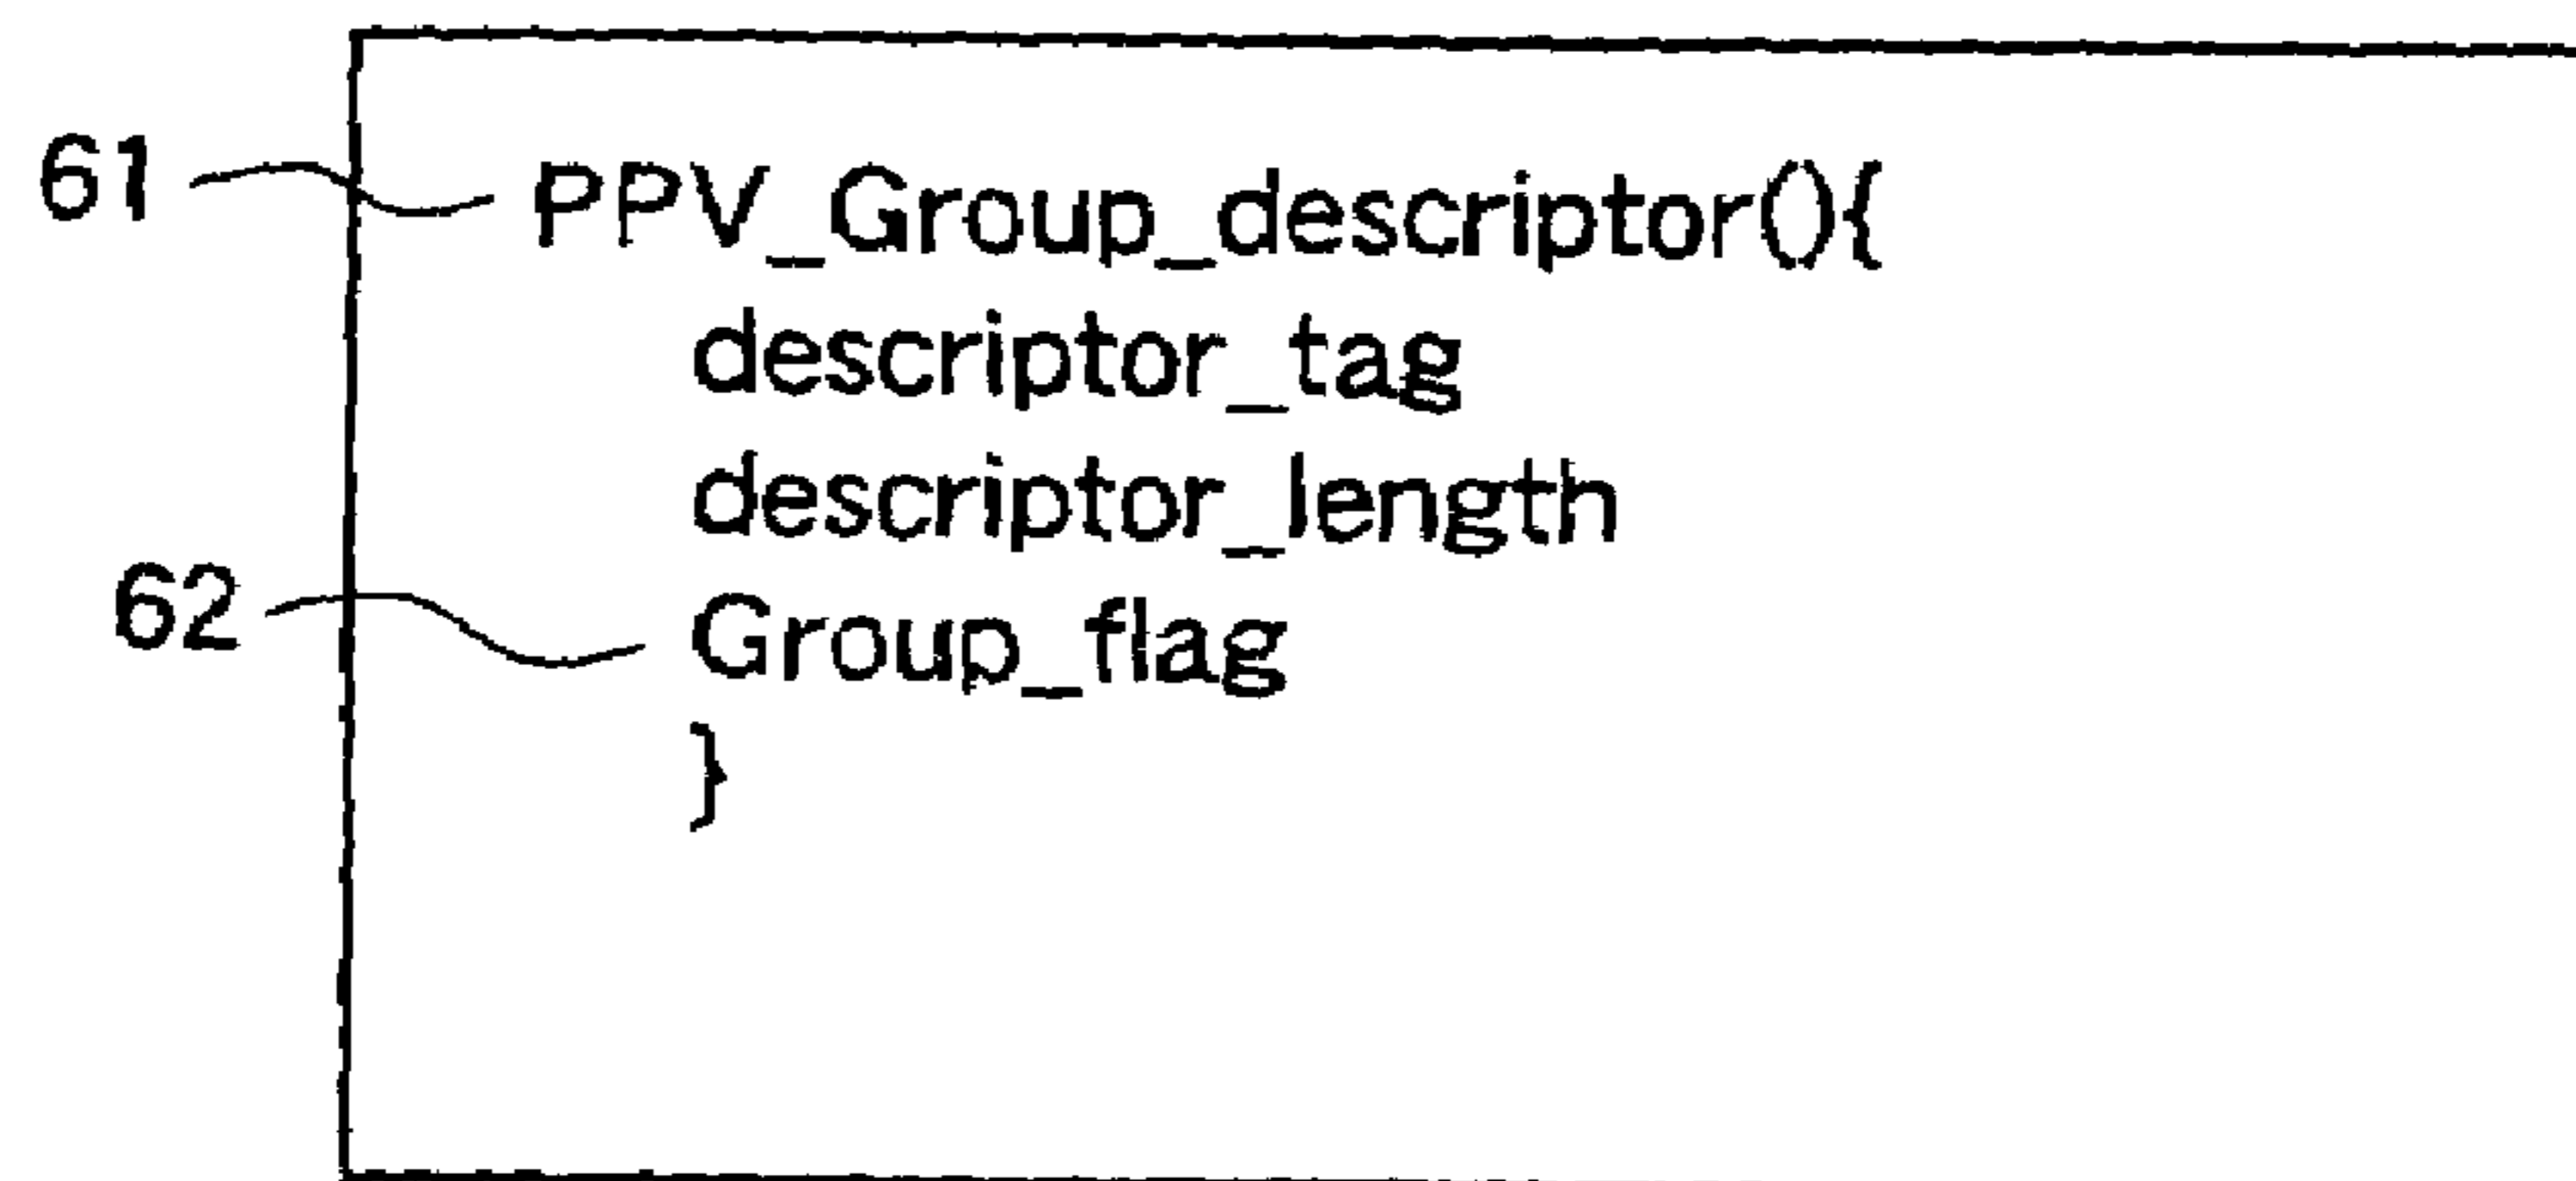 61 PPV_Group_descriptor(){
descriptor_tag
descriptor_length
62 Group_flag
}